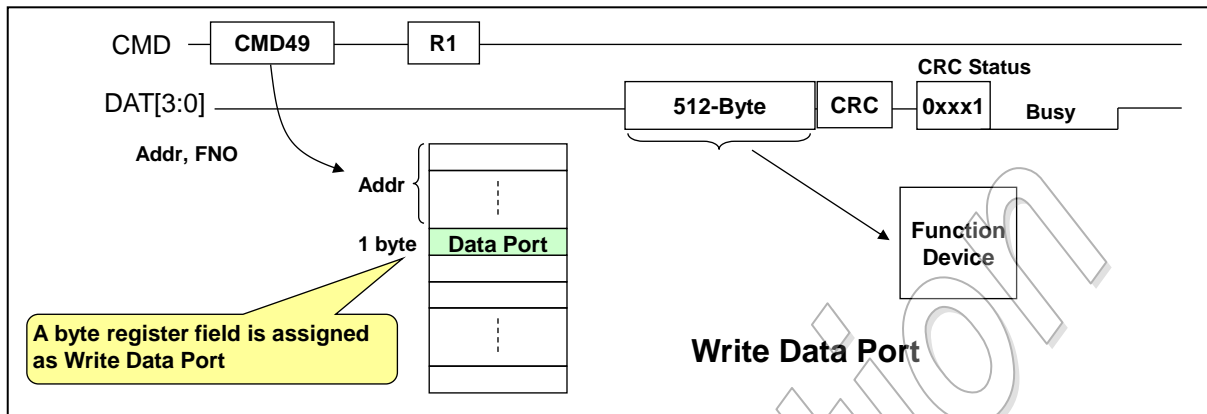 CMD CMD49 R1
CRC Status
DAT[3:0] 512-Byte CRC 0xxx1 Busy
Addr, FNO
Addr
1 byte Data Port
Function
Device
A byte register field is assigned
as Write Data Port
Write Data Port